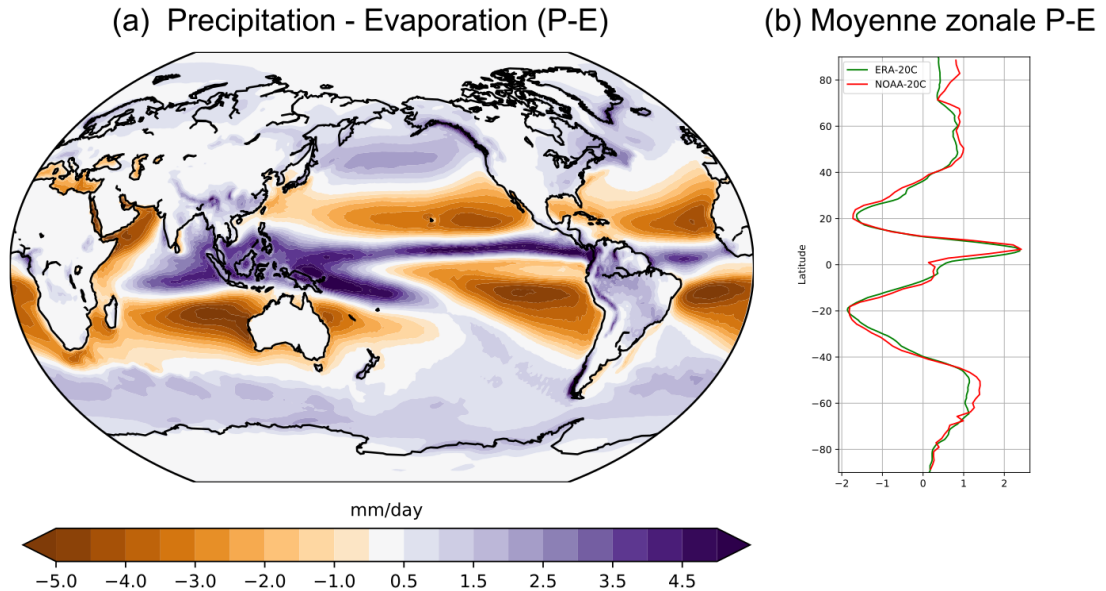 (a) Precipitation - Evaporation (P-E)
(b) Moyenne zonale P-E
ERA-20C
NOAA-20C
80
60
40
20
0
−20
−40
−60
−80
Latitude
−2 −1 0 1 2
mm/day
−5.0 −4.0 −3.0 −2.0 −1.0 0.5 1.5 2.5 3.5 4.5